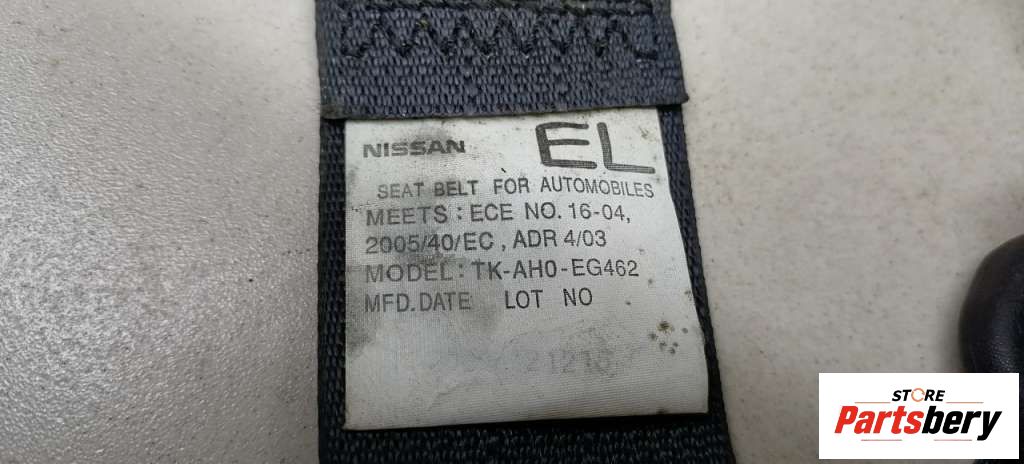 NISSAN EL
SEAT BELT FOR AUTOMOBILES
MEETS : ECE NO. 16-04,
2005/40/EC , ADR 4/03
MODEL : TK-AH0-EG462
MFD.DATE LOT NO
STORE
Partsbery